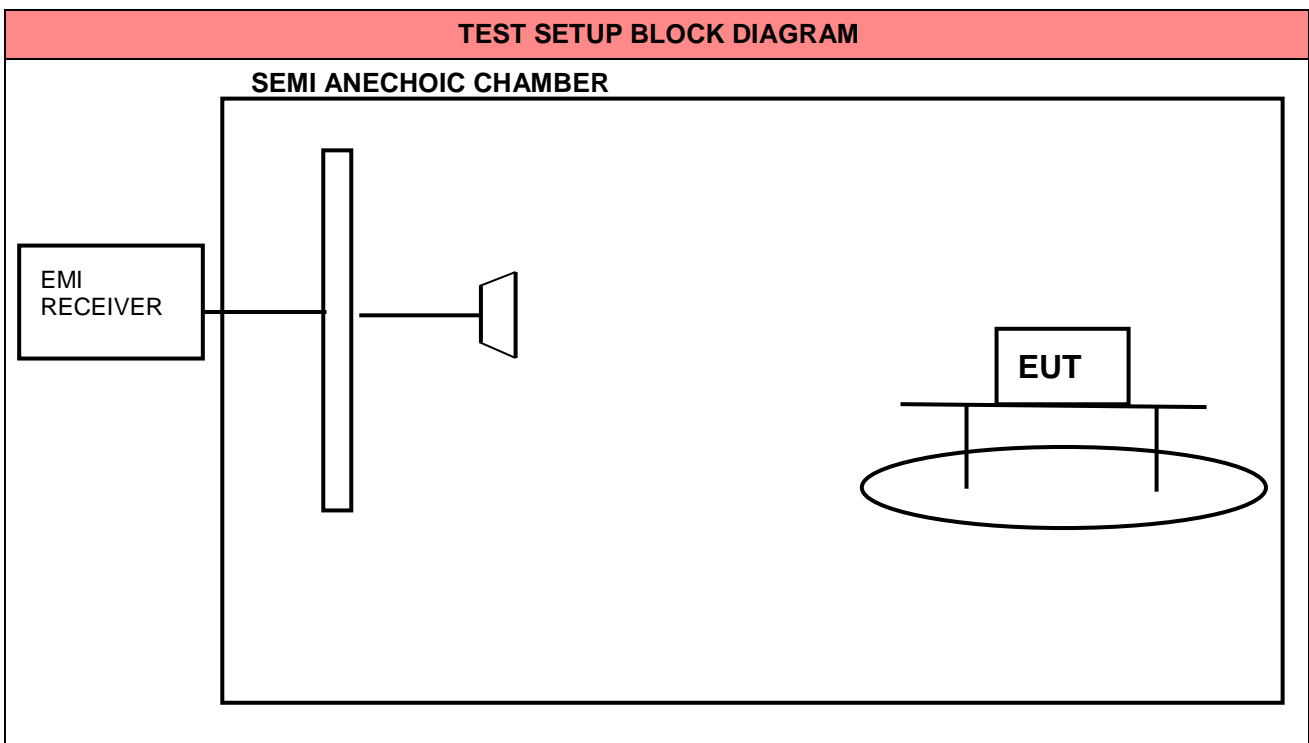 TEST SETUP BLOCK DIAGRAM
SEMI ANECHOIC CHAMBER
EMI
RECEIVER
EUT